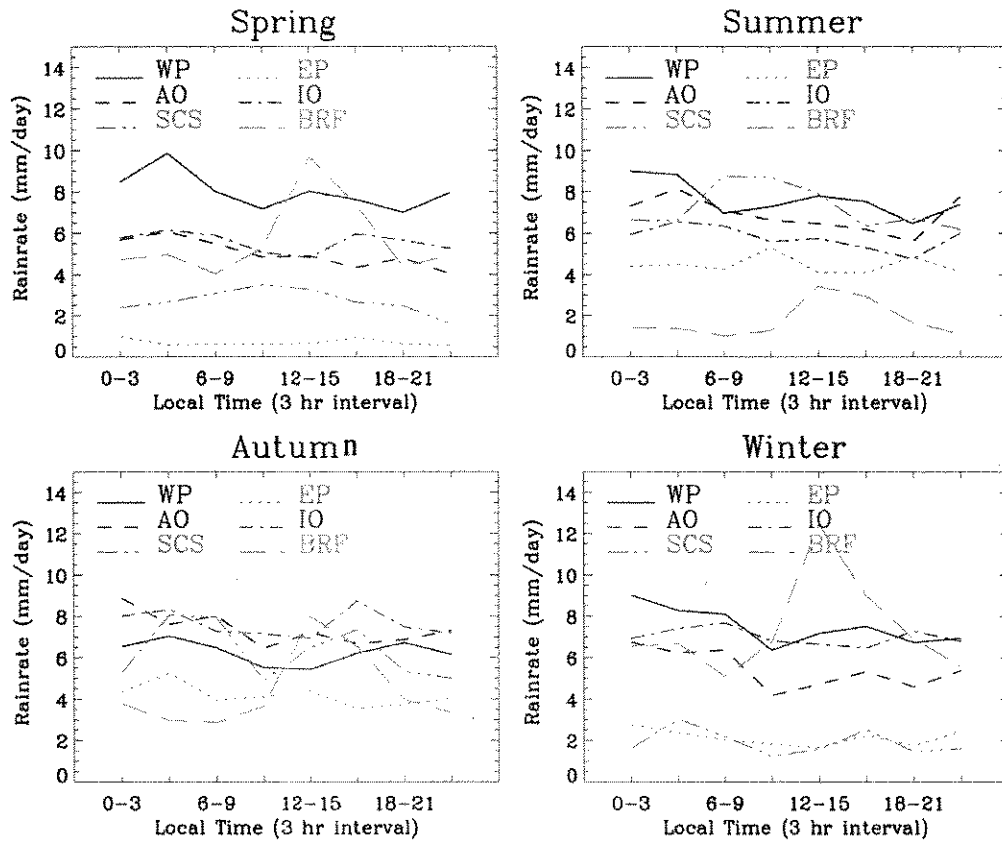 Spring
14
12
10
8
6
4
2
0
Rainrate (mm/day)
WP EP
AO IO
SCS BRF
0-3 6-9 12-15 18-21
Local Time (3 hr interval)
Summer
14
12
10
8
6
4
2
0
Rainrate (mm/day)
WP EP
AO IO
SCS BRF
0-3 6-9 12-15 18-21
Local Time (3 hr interval)
Autumn
14
12
10
8
6
4
2
0
Rainrate (mm/day)
WP EP
AO IO
SCS BRF
0-3 6-9 12-15 18-21
Local Time (3 hr interval)
Winter
14
12
10
8
6
4
2
0
Rainrate (mm/day)
WP EP
AO IO
SCS BRF
0-3 6-9 12-15 18-21
Local Time (3 hr interval)